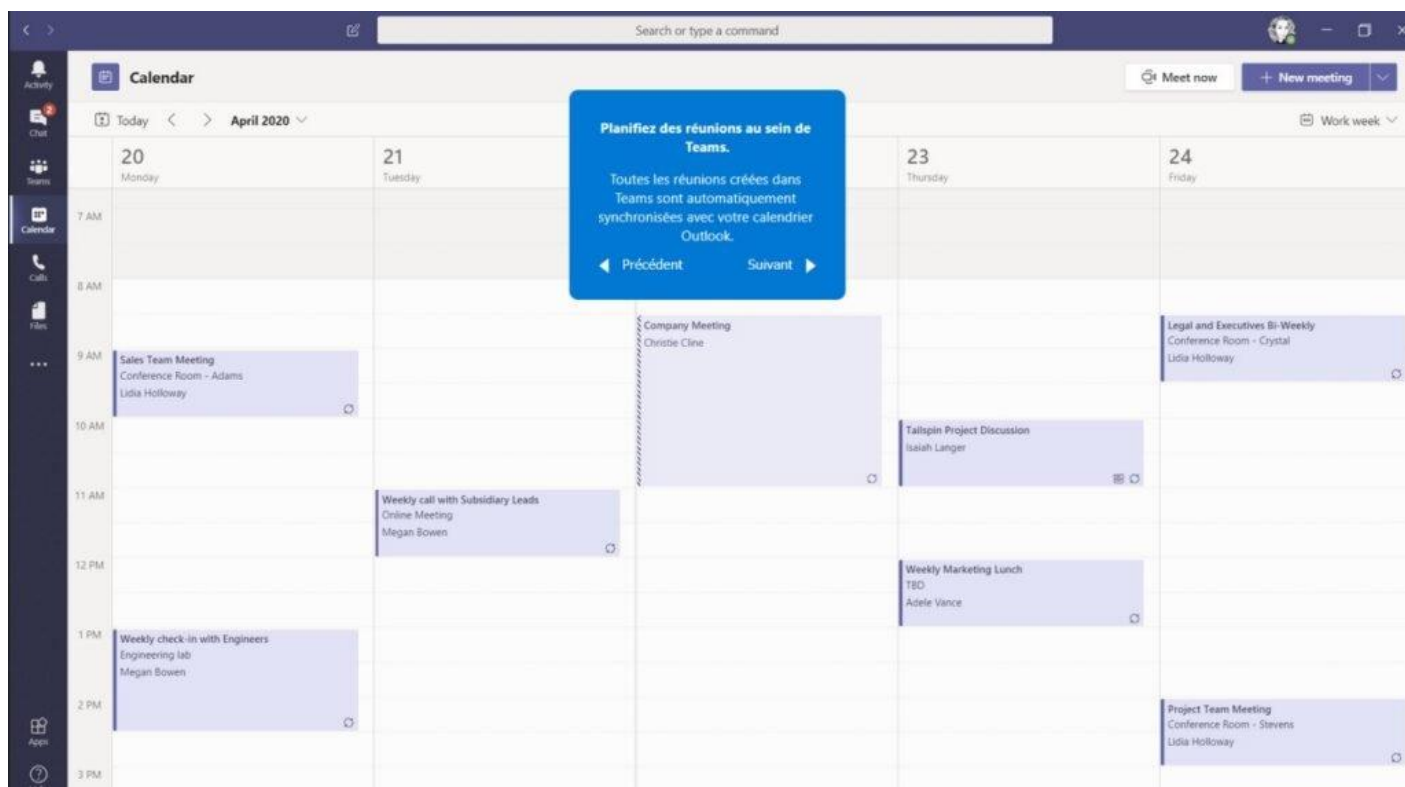 Search or type a command
Activity
Chat
2
Teams
Calendar
Calls
Files
Apps
Calendar
Meet now
+ New meeting
Today
April 2020
Work week
Planifiez des réunions au sein de
Teams.
Toutes les réunions créées dans
Teams sont automatiquement
synchronisées avec votre calendrier
Outlook.
Précédent
Suivant
20
Monday
21
Tuesday
23
Thursday
24
Friday
7 AM
8 AM
9 AM
10 AM
11 AM
12 PM
1 PM
2 PM
3 PM
Sales Team Meeting
Conference Room - Adams
Lidia Holloway
Weekly check-in with Engineers
Engineering lab
Megan Bowen
Weekly call with Subsidiary Leads
Online Meeting
Megan Bowen
Company Meeting
Christie Cline
Tailspin Project Discussion
Isaiah Langer
Weekly Marketing Lunch
TBD
Adele Vance
Legal and Executives Bi-Weekly
Conference Room - Crystal
Lidia Holloway
Project Team Meeting
Conference Room - Stevens
Lidia Holloway